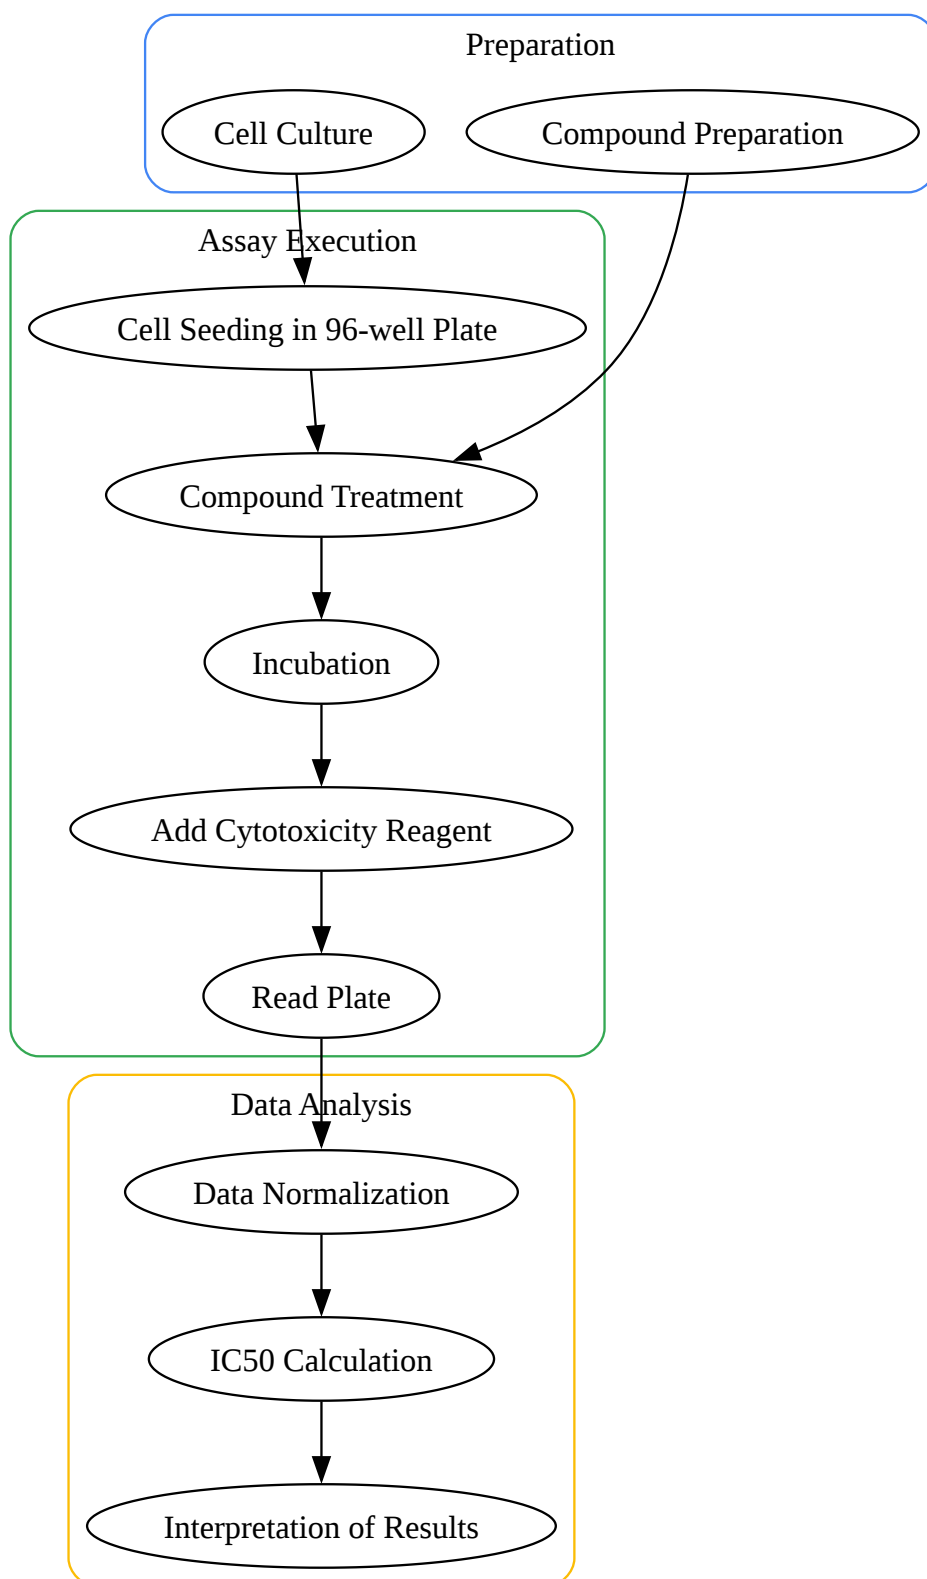 Preparation
Cell Culture
Compound Preparation
Assay Execution
Cell Seeding in 96-well Plate
Compound Treatment
Incubation
Add Cytotoxicity Reagent
Read Plate
Data Analysis
Data Normalization
IC50 Calculation
Interpretation of Results